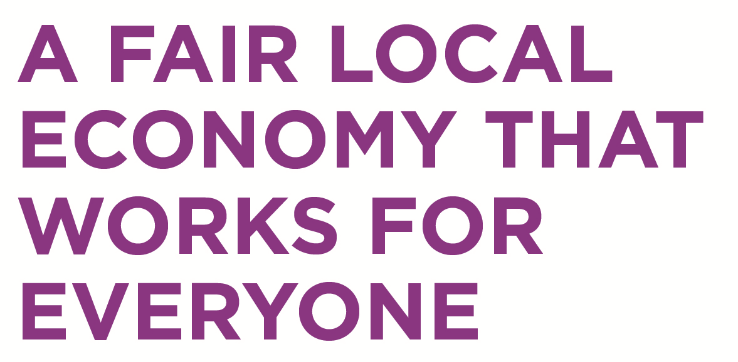 A FAIR LOCAL
ECONOMY THAT
WORKS FOR
EVERYONE